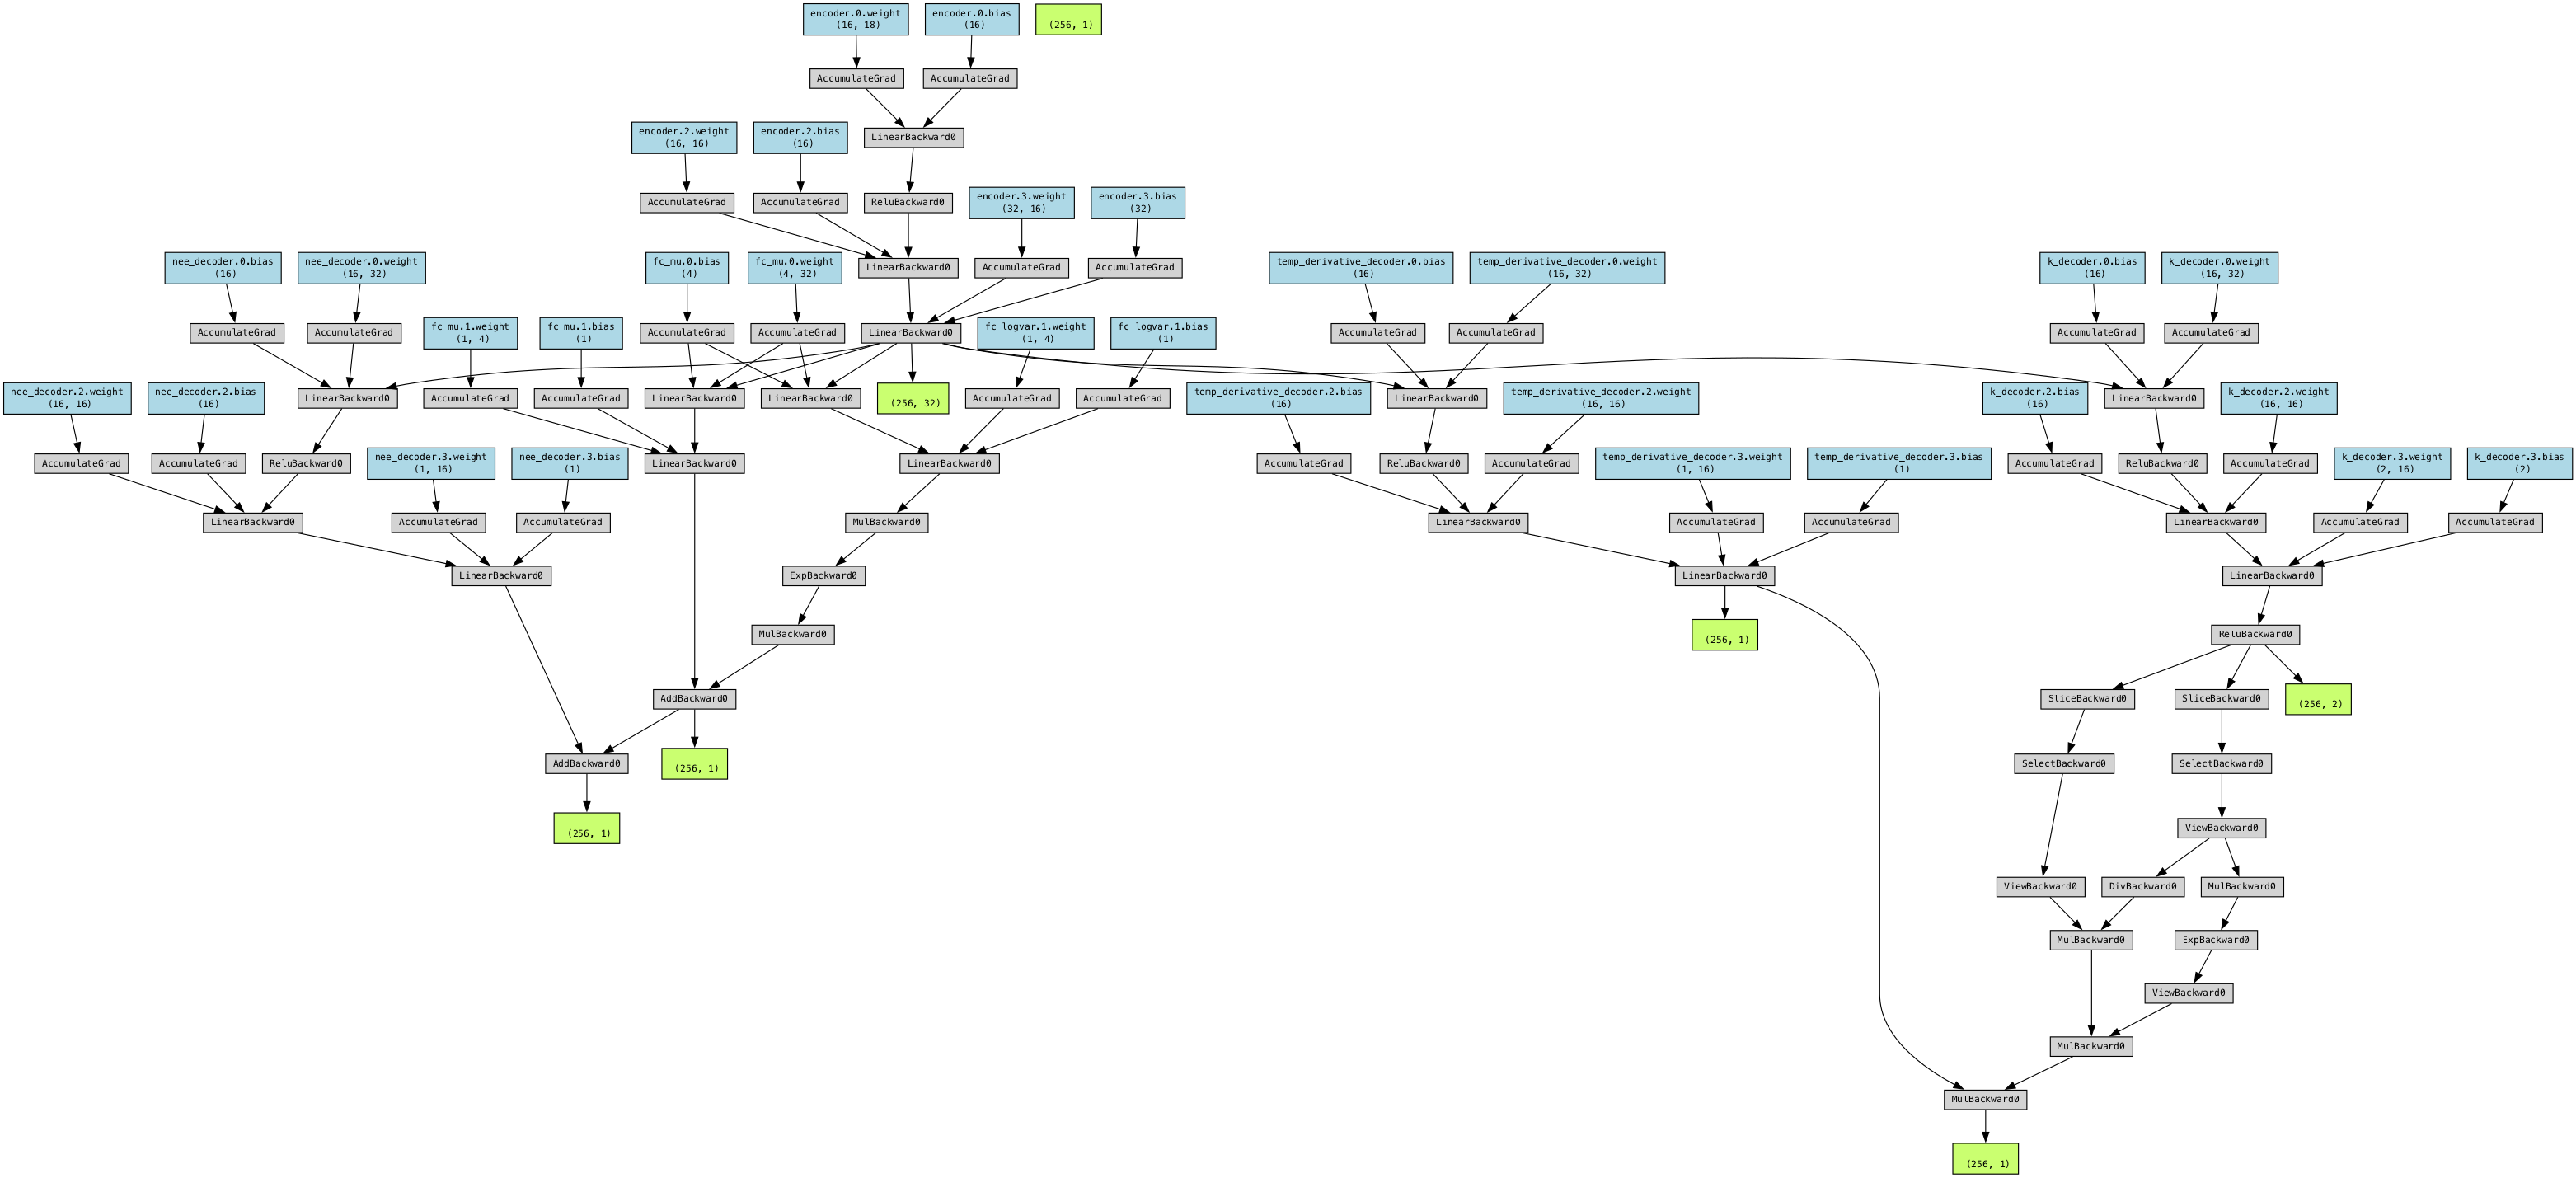 encoder.0.weight
(16, 18)
encoder.0.bias
(16)
(256, 1)
AccumulateGrad
AccumulateGrad
LinearBackward0
encoder.2.weight
(16, 16)
encoder.2.bias
(16)
AccumulateGrad
AccumulateGrad
ReluBackward0
encoder.3.weight
(32, 16)
encoder.3.bias
(32)
nee_decoder.0.bias
(16)
nee_decoder.0.weight
(16, 32)
fc_mu.0.bias
(4)
fc_mu.0.weight
(4, 32)
LinearBackward0
AccumulateGrad
AccumulateGrad
temp_derivative_decoder.0.bias
(16)
temp_derivative_decoder.0.weight
(16, 32)
k_decoder.0.bias
(16)
k_decoder.0.weight
(16, 32)
AccumulateGrad
AccumulateGrad
fc_mu.1.weight
(1, 4)
fc_mu.1.bias
(1)
AccumulateGrad
AccumulateGrad
LinearBackward0
fc_logvar.1.weight
(1, 4)
fc_logvar.1.bias
(1)
AccumulateGrad
AccumulateGrad
AccumulateGrad
AccumulateGrad
nee_decoder.2.weight
(16, 16)
nee_decoder.2.bias
(16)
LinearBackward0
AccumulateGrad
AccumulateGrad
LinearBackward0
LinearBackward0
(256, 32)
AccumulateGrad
AccumulateGrad
temp_derivative_decoder.2.bias
(16)
LinearBackward0
temp_derivative_decoder.2.weight
(16, 16)
k_decoder.2.bias
(16)
LinearBackward0
k_decoder.2.weight
(16, 16)
AccumulateGrad
AccumulateGrad
ReluBackward0
nee_decoder.3.weight
(1, 16)
nee_decoder.3.bias
(1)
LinearBackward0
LinearBackward0
AccumulateGrad
ReluBackward0
AccumulateGrad
temp_derivative_decoder.3.weight
(1, 16)
temp_derivative_decoder.3.bias
(1)
AccumulateGrad
ReluBackward0
AccumulateGrad
k_decoder.3.weight
(2, 16)
k_decoder.3.bias
(2)
LinearBackward0
AccumulateGrad
AccumulateGrad
MulBackward0
LinearBackward0
AccumulateGrad
AccumulateGrad
LinearBackward0
AccumulateGrad
AccumulateGrad
LinearBackward0
ExpBackward0
LinearBackward0
LinearBackward0
MulBackward0
(256, 1)
ReluBackward0
AddBackward0
SliceBackward0
SliceBackward0
(256, 2)
AddBackward0
(256, 1)
SelectBackward0
SelectBackward0
(256, 1)
ViewBackward0
ViewBackward0
DivBackward0
MulBackward0
MulBackward0
ExpBackward0
ViewBackward0
MulBackward0
MulBackward0
(256, 1)